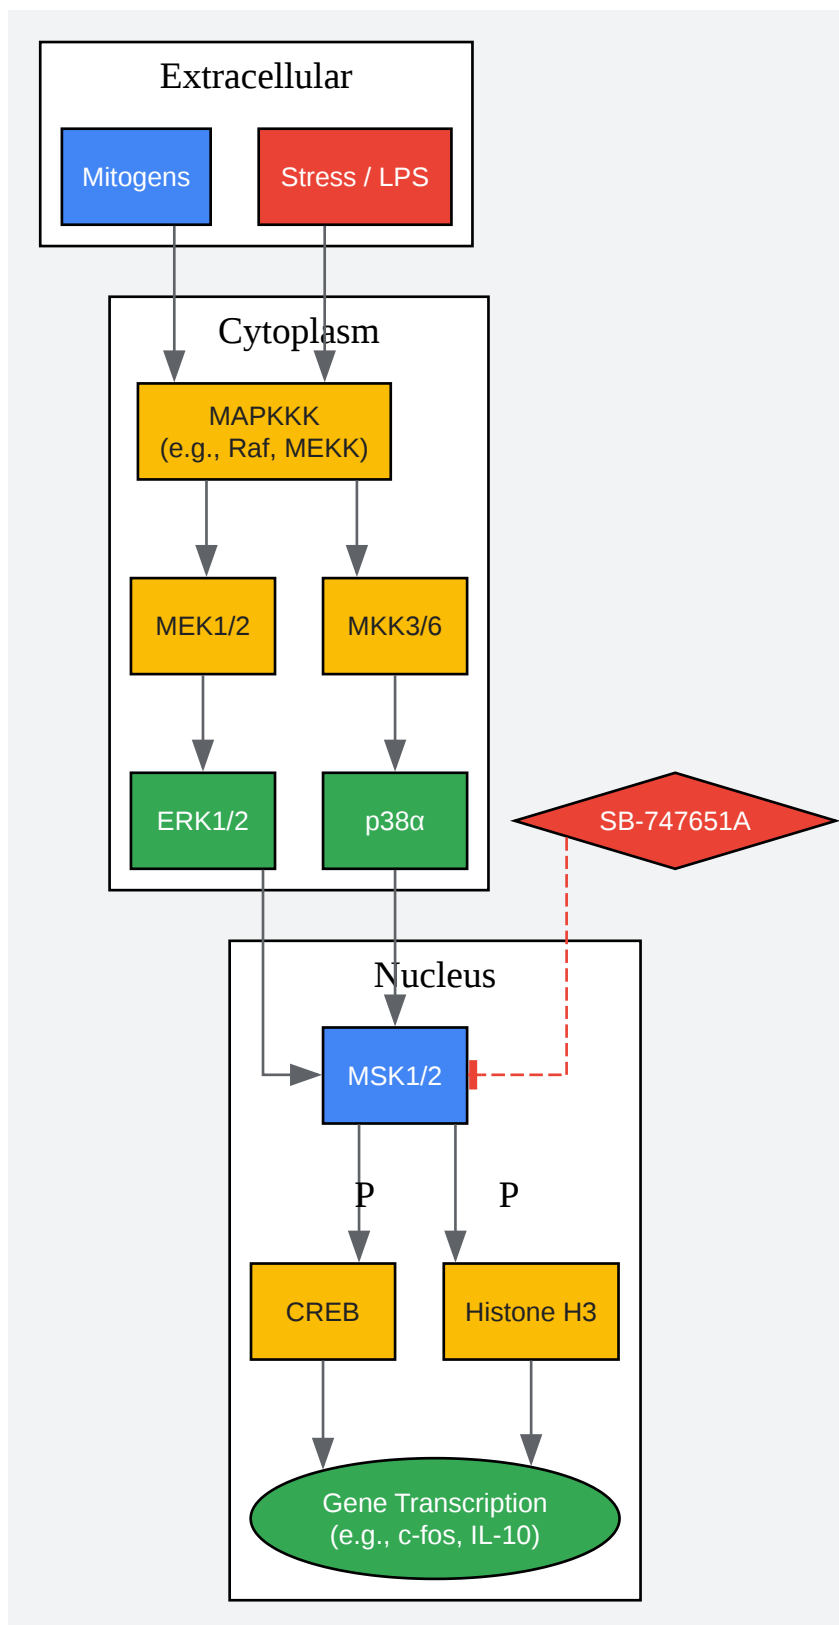 Extracellular
Mitogens
Stress / LPS
Cytoplasm
MAPKKK
(e.g., Raf, MEKK)
MEK1/2
MKK3/6
ERK1/2
p38α
SB-747651A
Nucleus
MSK1/2
P
P
CREB
Histone H3
Gene Transcription
(e.g., c-fos, IL-10)